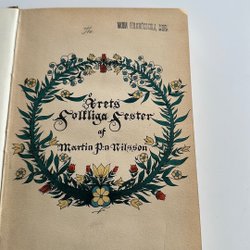 Årets
Folkliga Fester
af
Martin P:n Nilsson